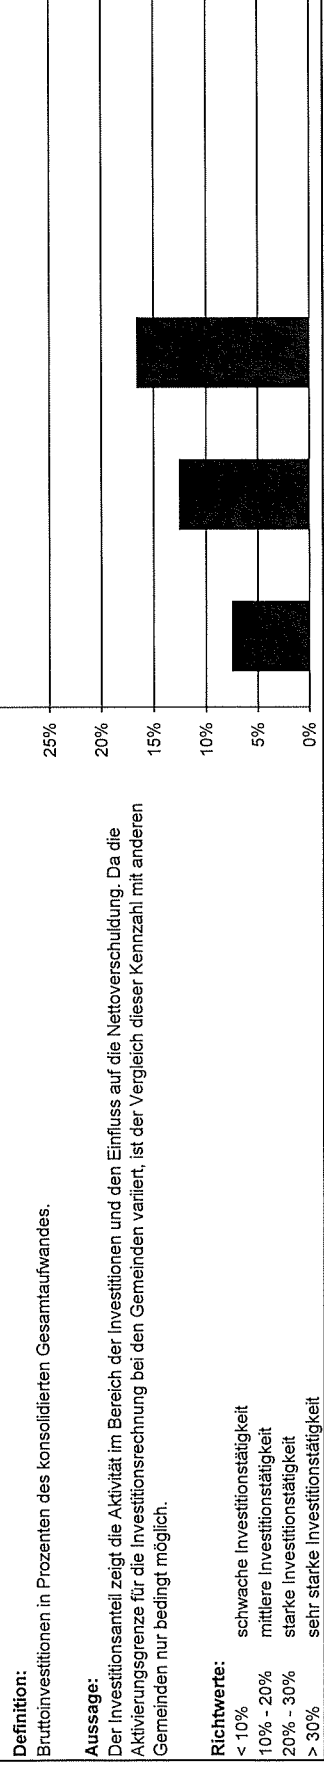 Definition:
Bruttoinvestitionen in Prozenten des konsolidierten Gesamtaufwandes.
Aussage:
Der Investitionsanteil zeigt die Aktivität im Bereich der Investitionen und den Einfluss auf die Nettoverschuldung. Da die
Aktivierungsgrenze für die Investitionsrechnung bei den Gemeinden variiert, ist der Vergleich dieser Kennzahl mit anderen
Gemeinden nur bedingt möglich.
Richtwerte:
< 10% schwache Investitionstätigkeit
10% - 20% mittlere Investitionstätigkeit
20% - 30% starke Investitionstätigkeit
> 30% sehr starke Investitionstätigkeit
25%
20%
15%
10%
5%
0%